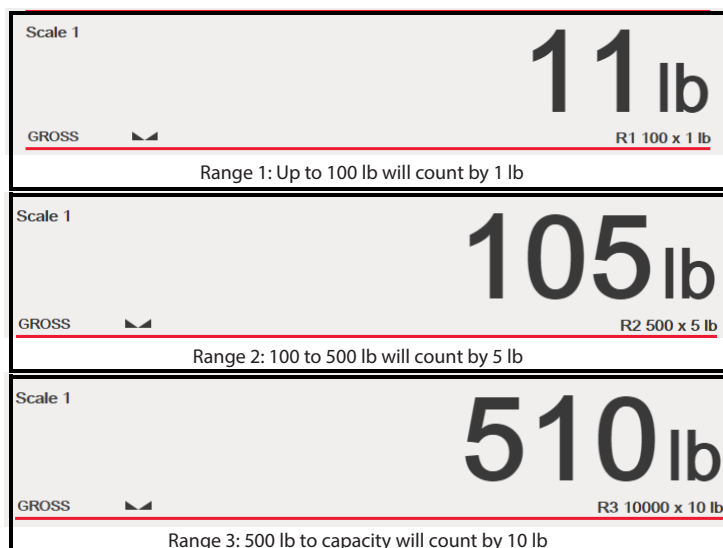 Scale 1
11 lb
GROSS R1 100 x 1 lb
Range 1: Up to 100 lb will count by 1 lb
Scale 1
105 lb
GROSS R2 500 x 5 lb
Range 2: 100 to 500 lb will count by 5 lb
Scale 1
510 lb
GROSS R3 10000 x 10 lb
Range 3: 500 lb to capacity will count by 10 lb